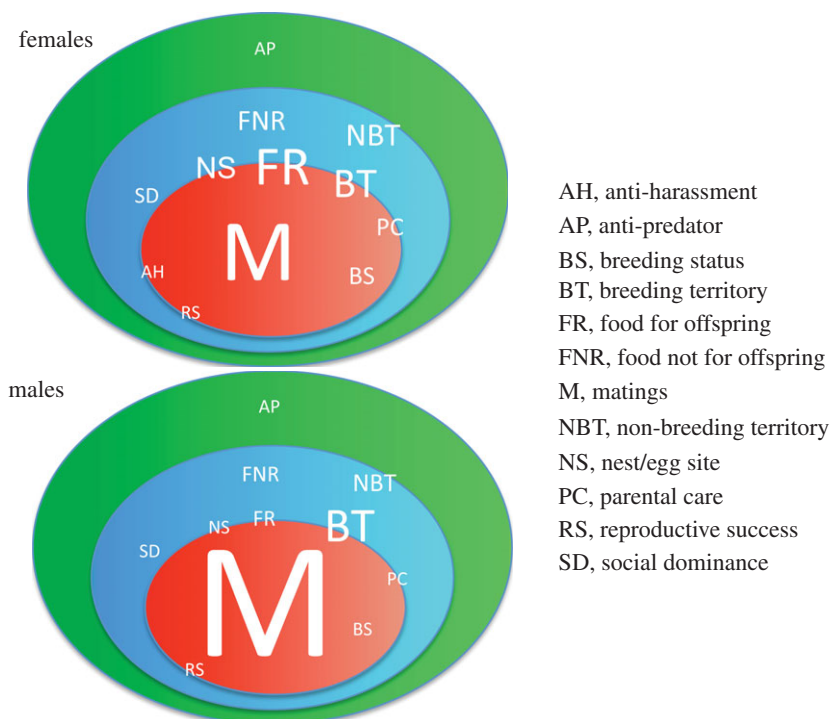 females
AP
FNR
NBT
NS FR BT
SD
PC
M
AH
BS
RS
males
AP
FNR
NBT
NS FR BT
SD
PC
M
BS
RS
AH, anti-harassment
AP, anti-predator
BS, breeding status
BT, breeding territory
FR, food for offspring
FNR, food not for offspring
M, matings
NBT, non-breeding territory
NS, nest/egg site
PC, parental care
RS, reproductive success
SD, social dominance